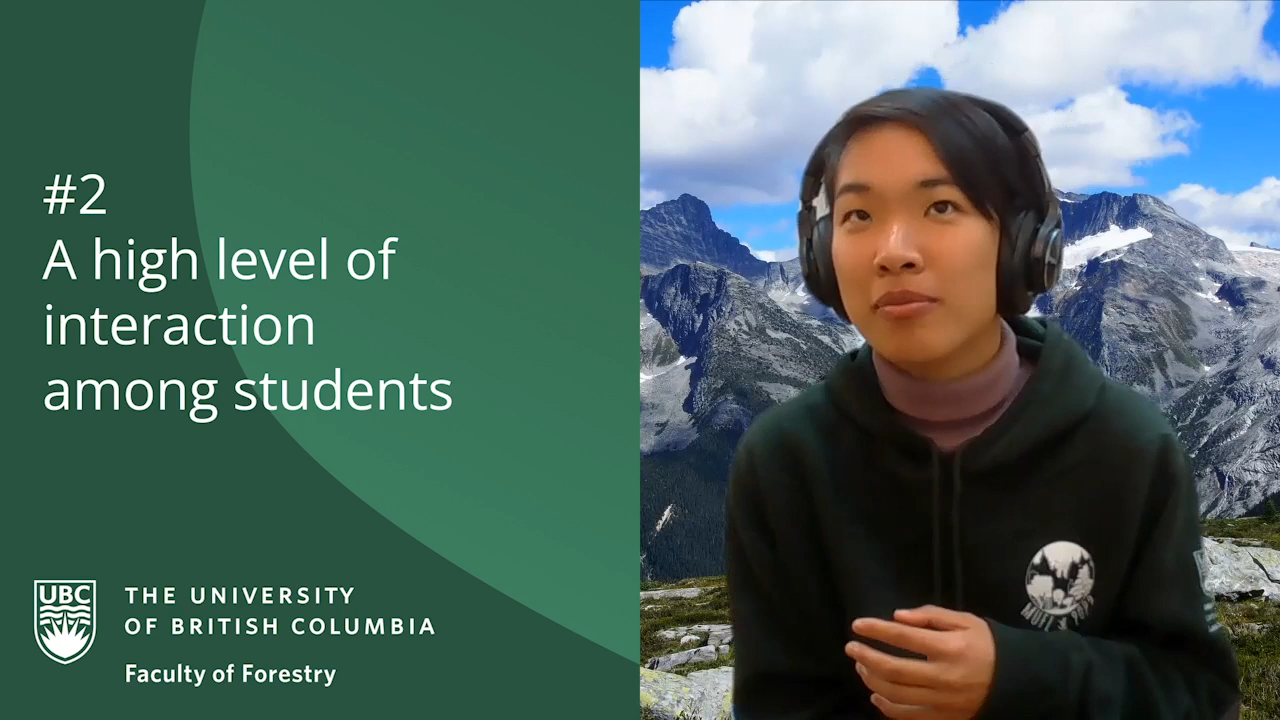 #2
A high level of
interaction
among students
UBC
THE UNIVERSITY
OF BRITISH COLUMBIA
Faculty of Forestry